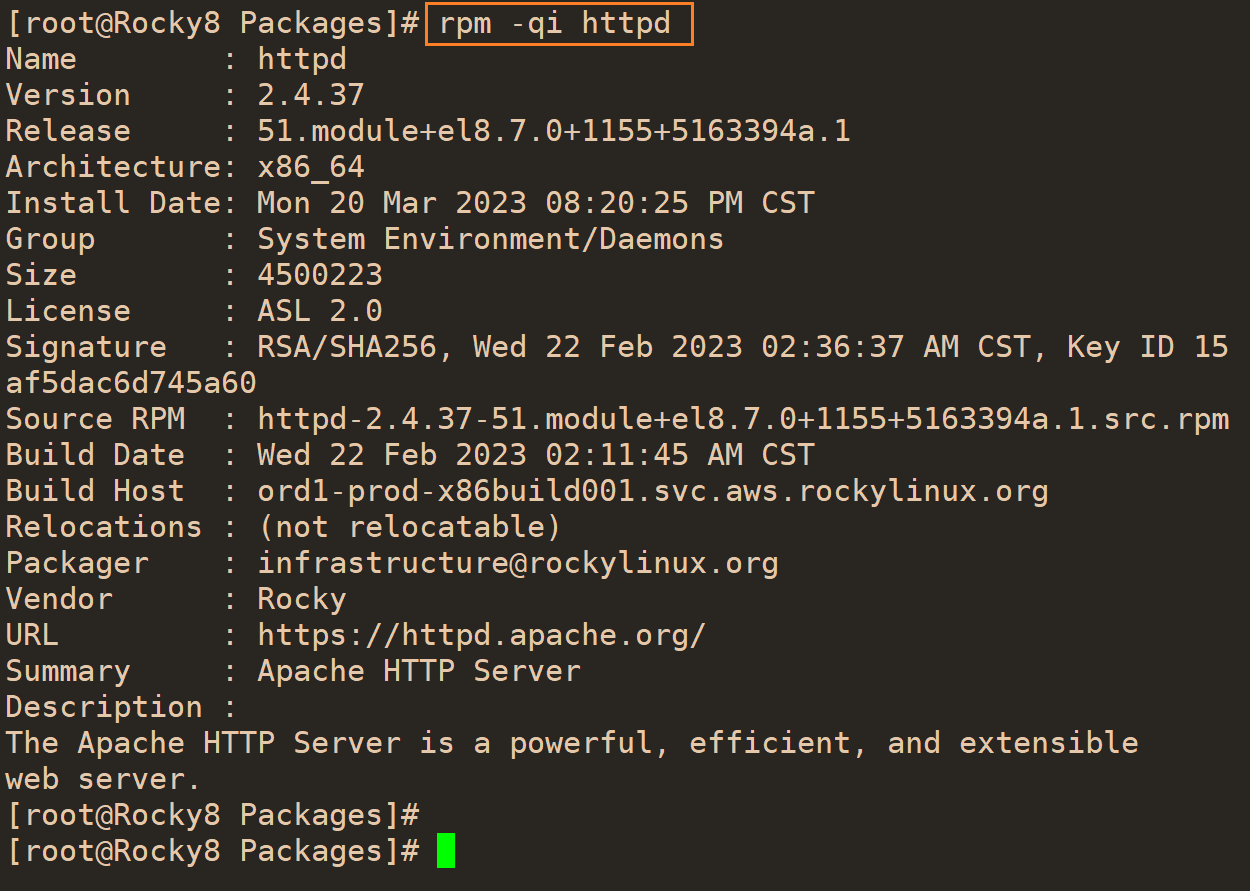 [root@Rocky8 Packages]# rpm -qi httpd
Name        : httpd
Version     : 2.4.37
Release     : 51.module+el8.7.0+1155+5163394a.1
Architecture: x86_64
Install Date: Mon 20 Mar 2023 08:20:25 PM CST
Group       : System Environment/Daemons
Size        : 4500223
License     : ASL 2.0
Signature   : RSA/SHA256, Wed 22 Feb 2023 02:36:37 AM CST, Key ID 15
af5dac6d745a60
Source RPM  : httpd-2.4.37-51.module+el8.7.0+1155+5163394a.1.src.rpm
Build Date  : Wed 22 Feb 2023 02:11:45 AM CST
Build Host  : ord1-prod-x86build001.svc.aws.rockylinux.org
Relocations : (not relocatable)
Packager    : infrastructure@rockylinux.org
Vendor      : Rocky
URL         : https://httpd.apache.org/
Summary     : Apache HTTP Server
Description :
The Apache HTTP Server is a powerful, efficient, and extensible
web server.
[root@Rocky8 Packages]#
[root@Rocky8 Packages]#